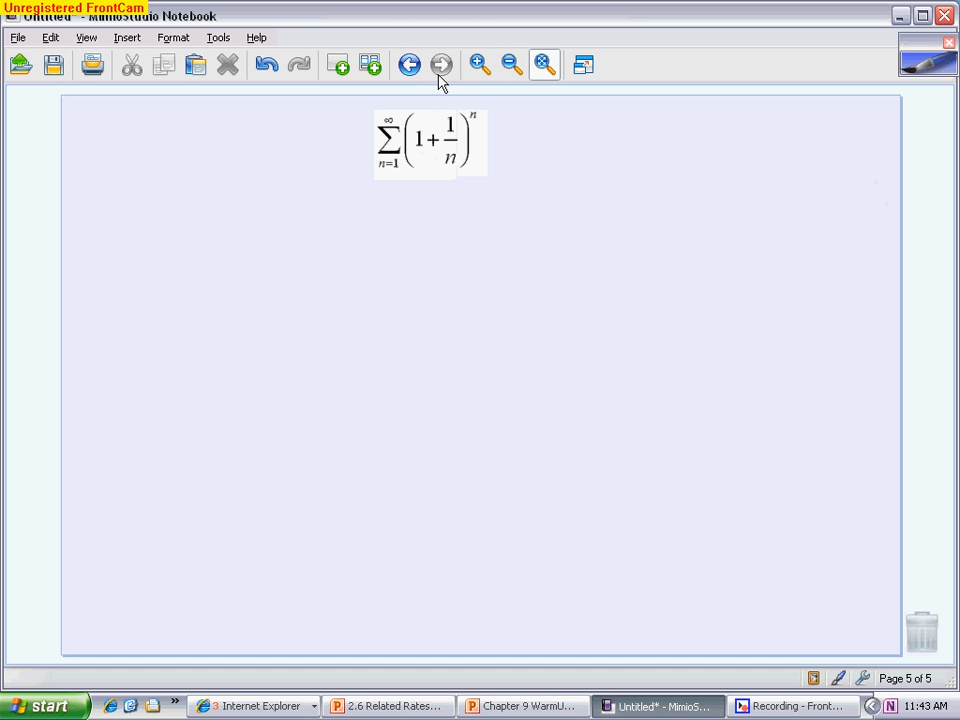 Unregistered FrontCam
Untitled* - MimioStudio Notebook
File Edit View Insert Format Tools Help
∑_{n=1}^{∞} (1 + 1/n)^n
Page 5 of 5
start » 3 Internet Explorer 2.6 Related Rates... Chapter 9 WarmU... Untitled* - MimioS... Recording - Front... 11:43 AM